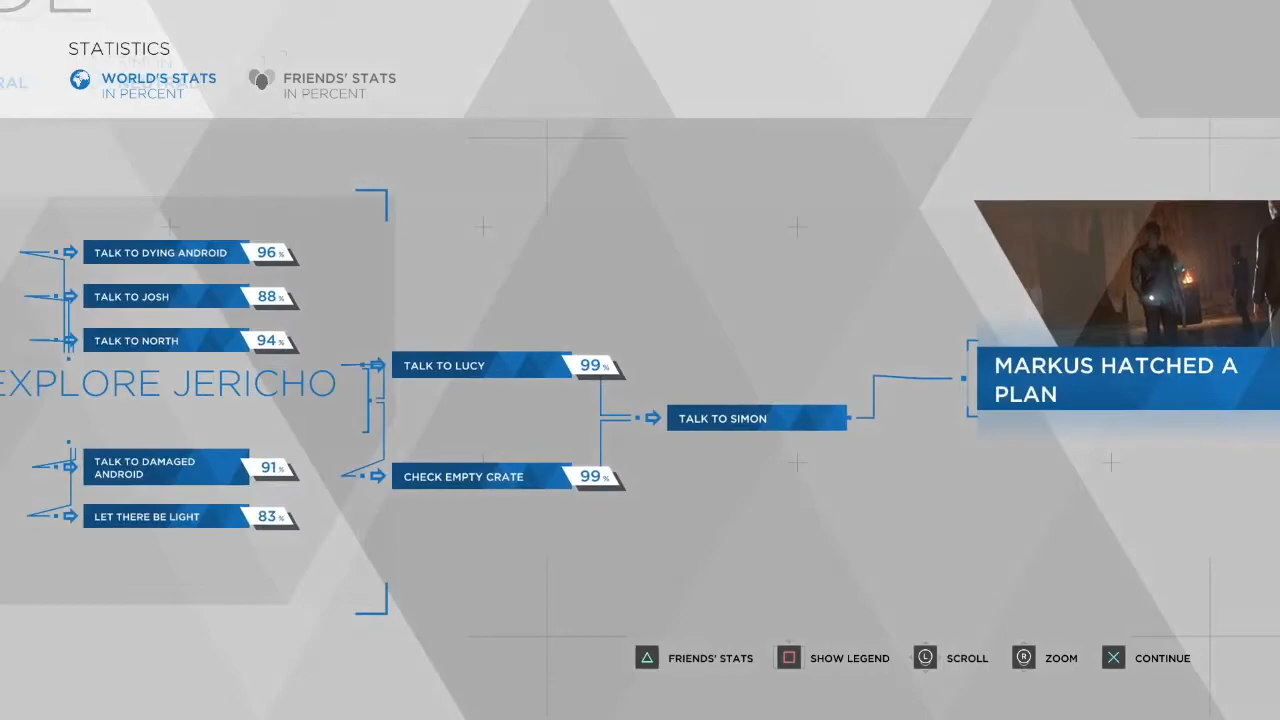 STATISTICS
WORLD'S STATS
IN PERCENT
FRIENDS' STATS
IN PERCENT
TALK TO DYING ANDROID 96%
TALK TO JOSH 88%
TALK TO NORTH 94%
EXPLORE JERICHO
TALK TO DAMAGED
ANDROID 91%
LET THERE BE LIGHT 83%
TALK TO LUCY 99%
CHECK EMPTY CRATE 99%
TALK TO SIMON
MARKUS HATCHED A
PLAN
FRIENDS' STATS
SHOW LEGEND
L SCROLL
R ZOOM
CONTINUE